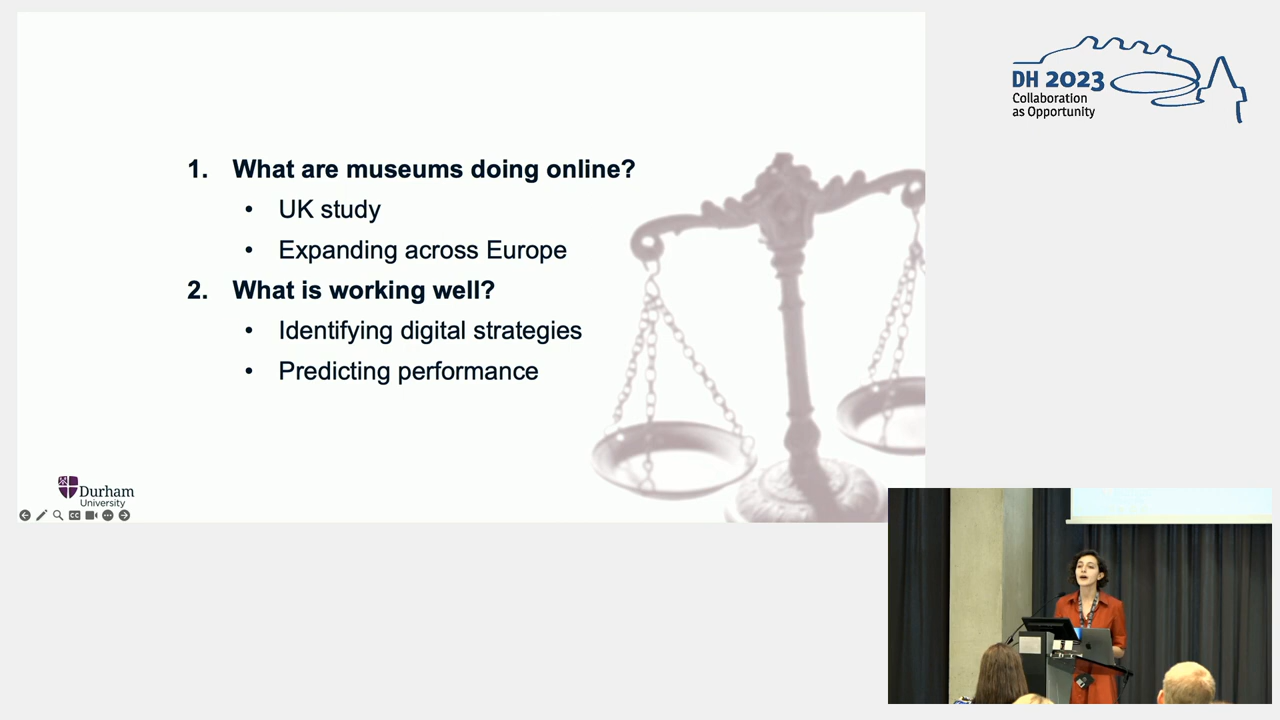 1. What are museums doing online?
• UK study
• Expanding across Europe
2. What is working well?
• Identifying digital strategies
• Predicting performance
Durham
University
DH 2023
Collaboration
as Opportunity